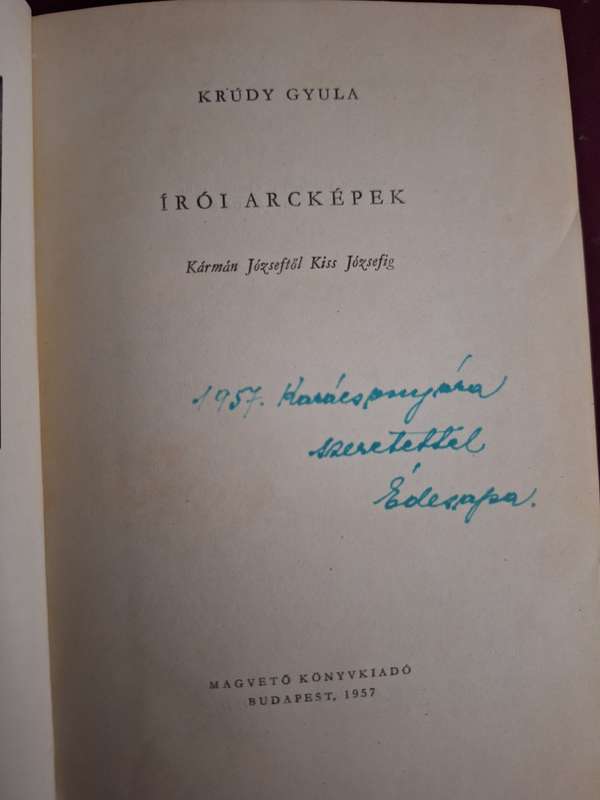 KRÚDY GYULA
ÍRÓI ARCKÉPEK
Kármán Józseftől Kiss Józsefig
1957. Karácsonyára
szeretettel
Édesapa.
MAGVETŐ KÖNYVKIADÓ
BUDAPEST, 1957